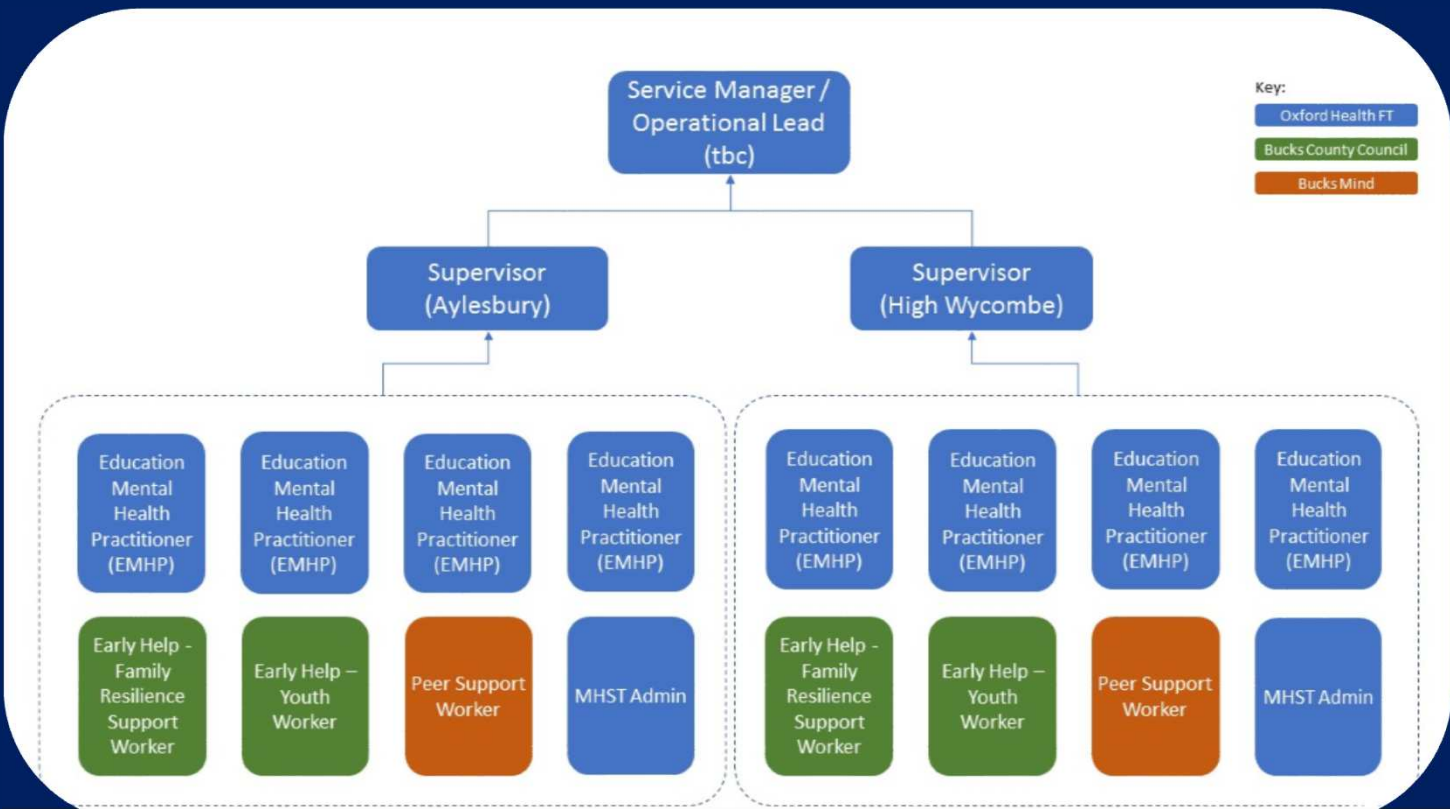 Service Manager /
Operational Lead
(tbc)
Key:
Oxford Health FT
Bucks County Council
Bucks Mind
Supervisor
(Aylesbury)
Supervisor
(High Wycombe)
Education
Mental
Health
Practitioner
(EMHP)
Education
Mental
Health
Practitioner
(EMHP)
Education
Mental
Health
Practitioner
(EMHP)
Education
Mental
Health
Practitioner
(EMHP)
Education
Mental
Health
Practitioner
(EMHP)
Education
Mental
Health
Practitioner
(EMHP)
Education
Mental
Health
Practitioner
(EMHP)
Education
Mental
Health
Practitioner
(EMHP)
Early Help -
Family
Resilience
Support
Worker
Early Help –
Youth
Worker
Peer Support
Worker
MHST Admin
Early Help -
Family
Resilience
Support
Worker
Early Help –
Youth
Worker
Peer Support
Worker
MHST Admin